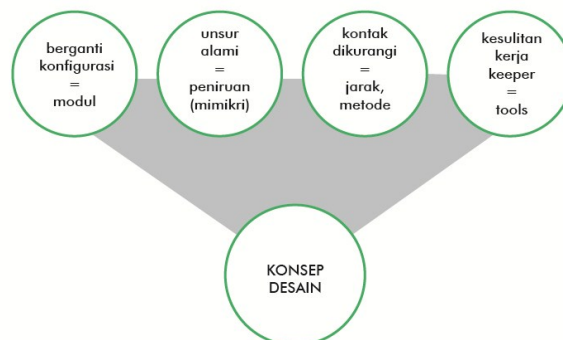 berganti
konfigurasi
=
modul
unsur
alami
=
peniruan
(mimikri)
kontak
dikurangi
=
jarak,
metode
kesulitan
kerja
keeper
=
tools
KONSEP
DESAIN